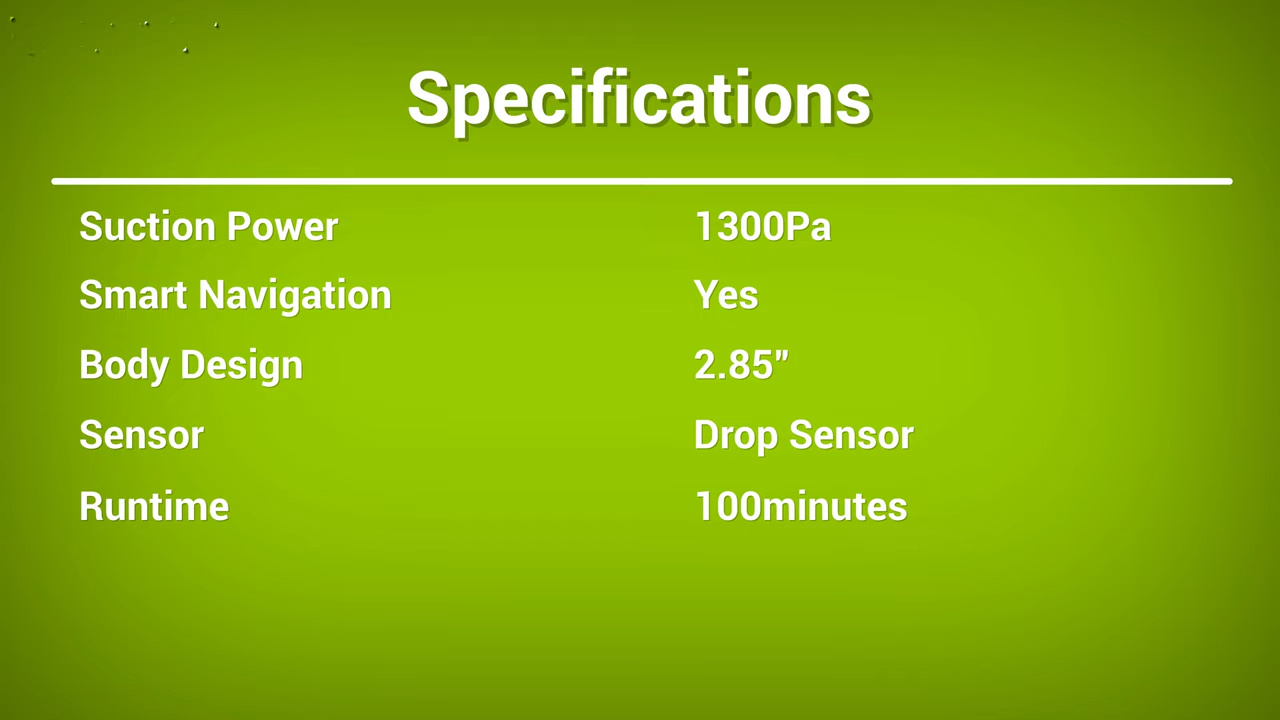 Specifications
Suction Power 1300Pa
Smart Navigation Yes
Body Design 2.85"
Sensor Drop Sensor
Runtime 100minutes